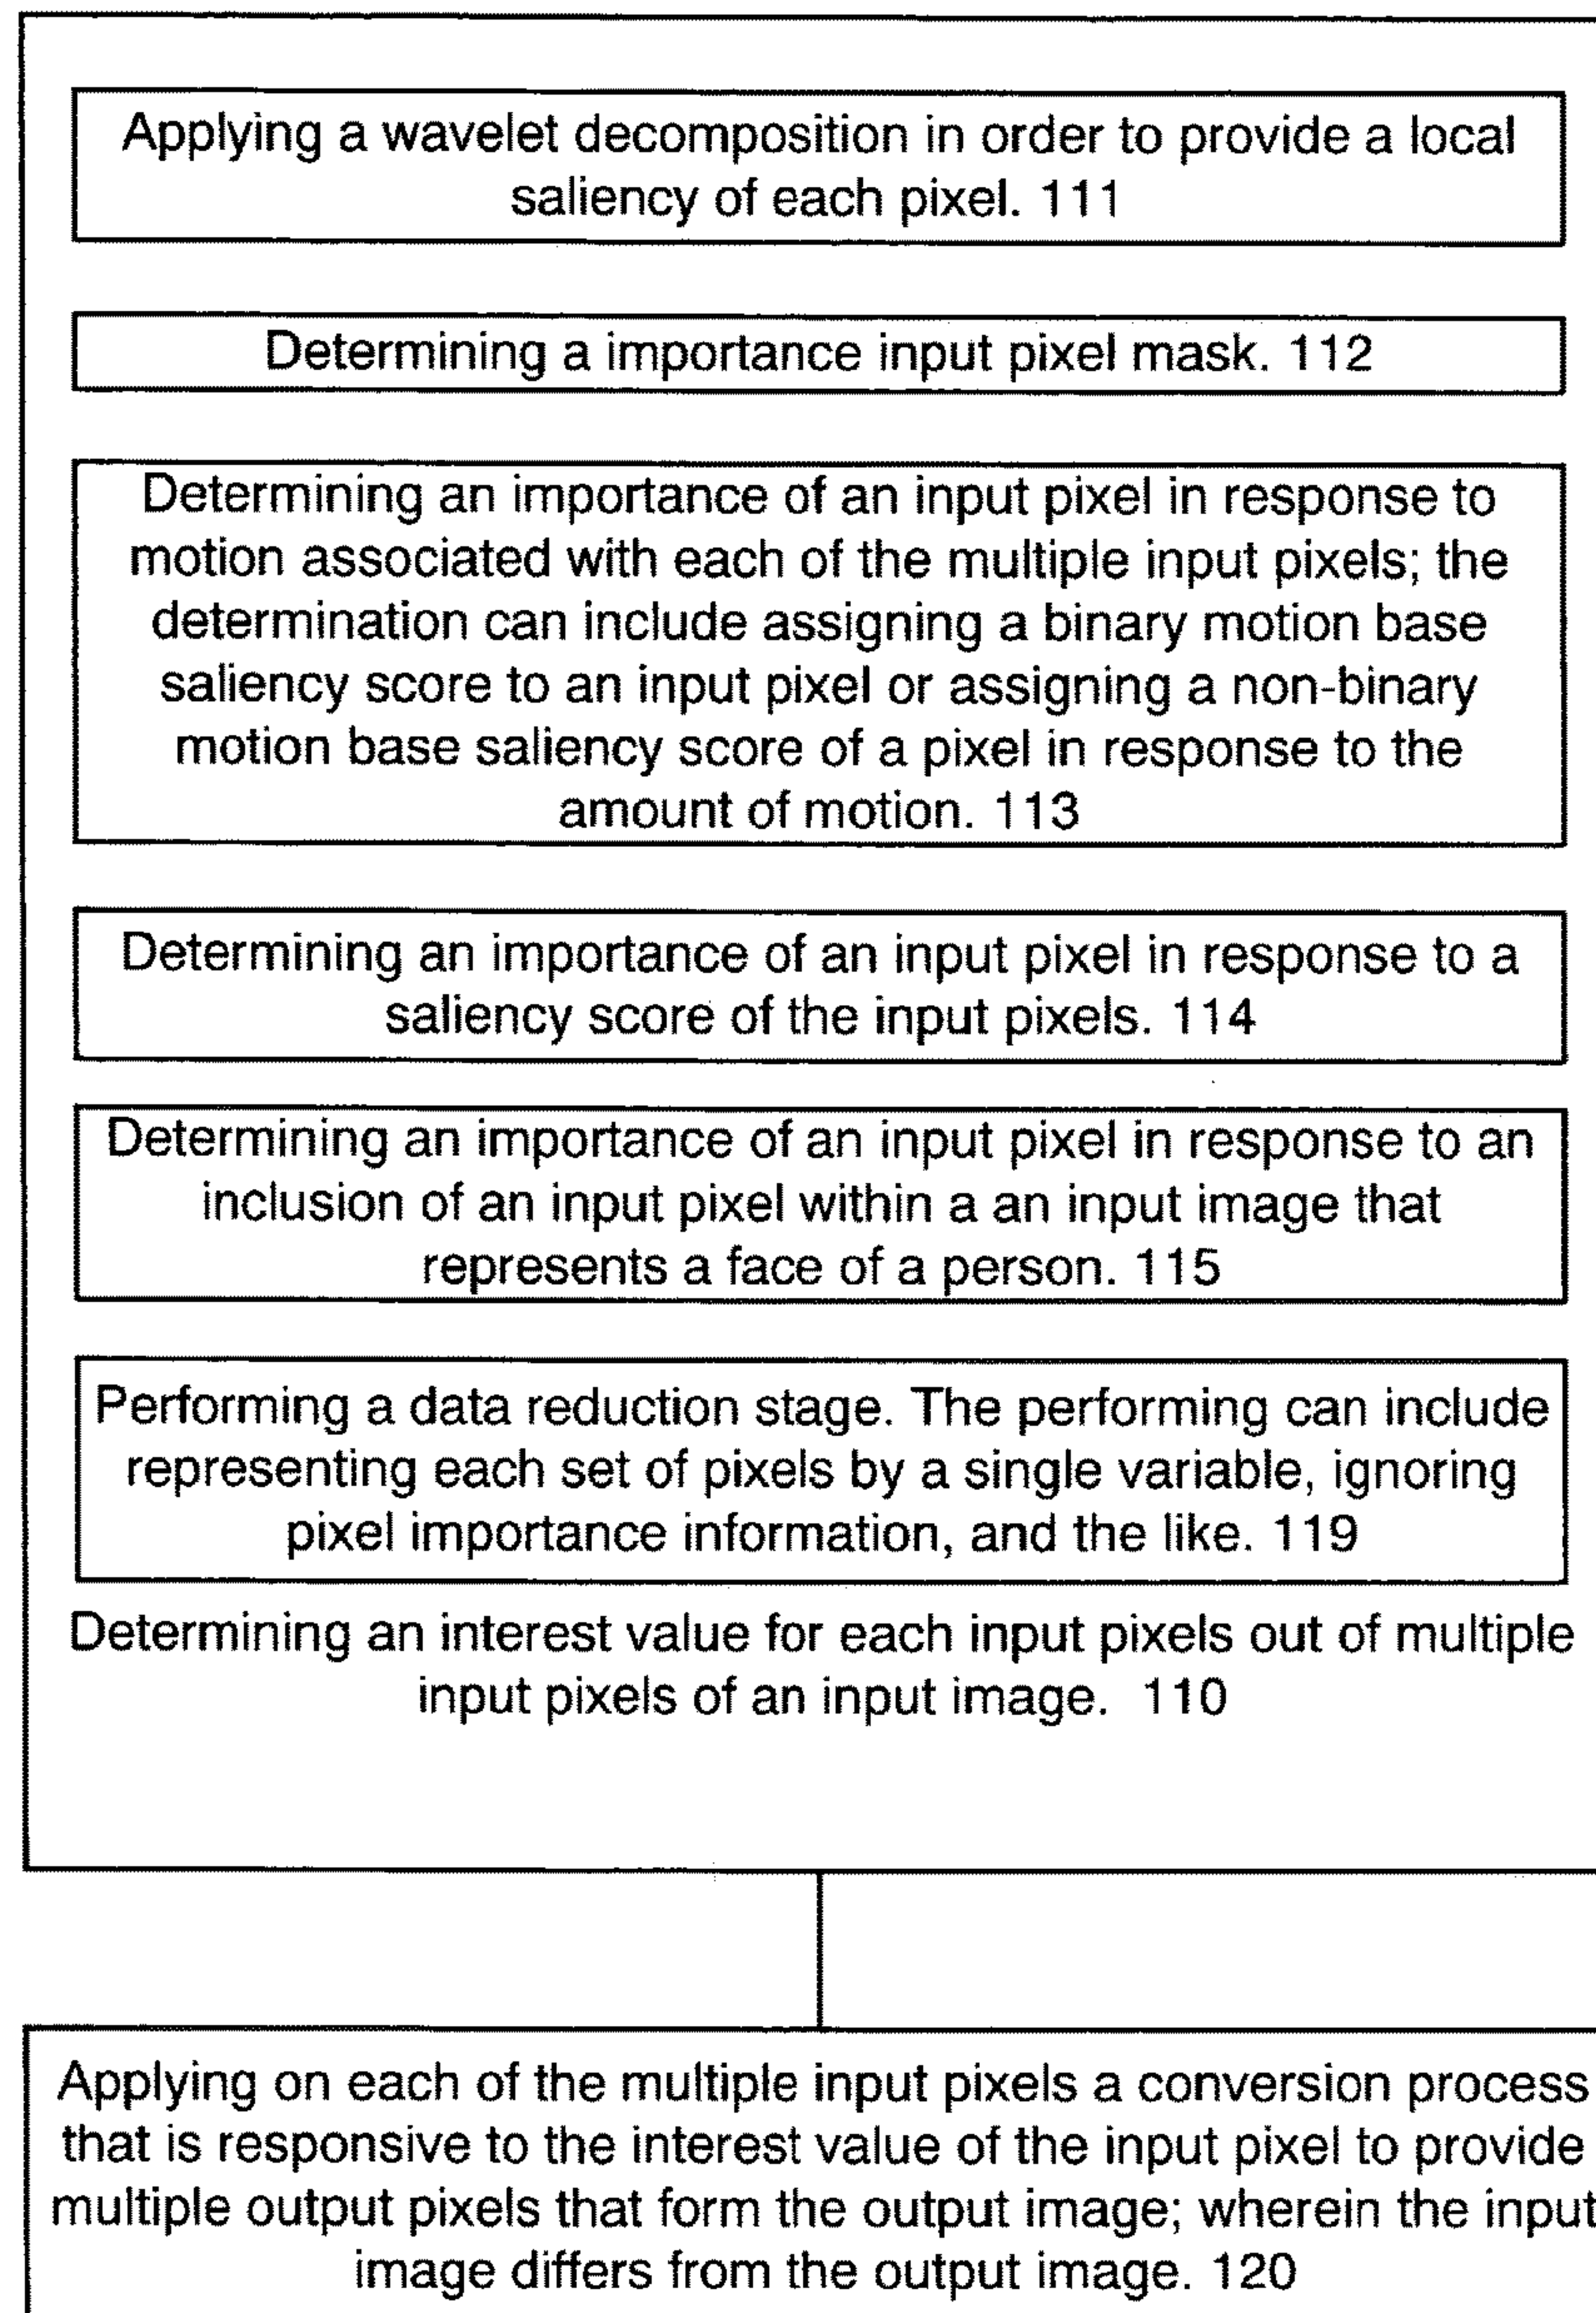 Applying a wavelet decomposition in order to provide a local
saliency of each pixel. 111
Determining a importance input pixel mask. 112
Determining an importance of an input pixel in response to
motion associated with each of the multiple input pixels; the
determination can include assigning a binary motion base
saliency score to an input pixel or assigning a non-binary
motion base saliency score of a pixel in response to the
amount of motion. 113
Determining an importance of an input pixel in response to a
saliency score of the input pixels. 114
Determining an importance of an input pixel in response to an
inclusion of an input pixel within a an input image that
represents a face of a person. 115
Performing a data reduction stage. The performing can include
representing each set of pixels by a single variable, ignoring
pixel importance information, and the like. 119
Determining an interest value for each input pixels out of multiple
input pixels of an input image. 110
Applying on each of the multiple input pixels a conversion process
that is responsive to the interest value of the input pixel to provide
multiple output pixels that form the output image; wherein the input
image differs from the output image. 120